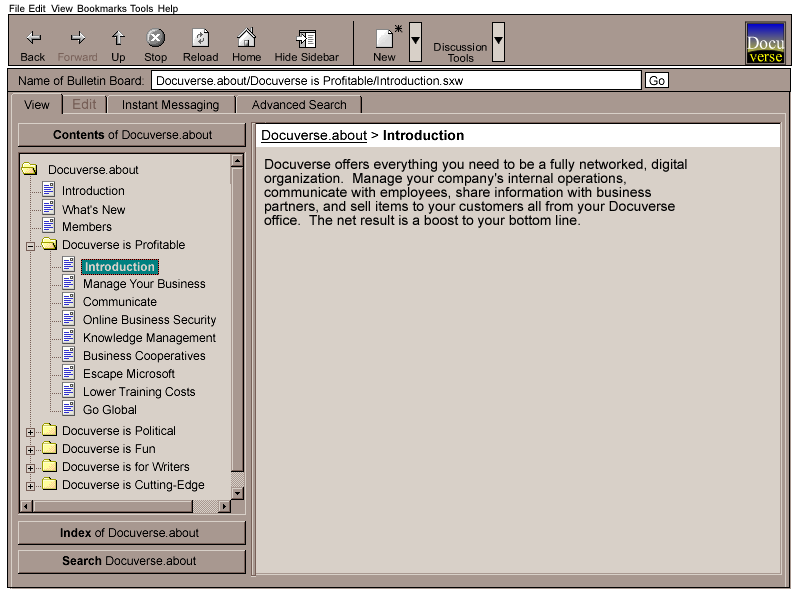 File Edit View Bookmarks Tools Help
Back Forward Up Stop Reload Home Hide Sidebar New Discussion Tools
Docu
verse
Name of Bulletin Board: Docuverse.about/Docuverse is Profitable/Introduction.sxw Go
View Edit Instant Messaging Advanced Search
Contents of Docuverse.about
Docuverse.about
Introduction
What's New
Members
Docuverse is Profitable
Introduction
Manage Your Business
Communicate
Online Business Security
Knowledge Management
Business Cooperatives
Escape Microsoft
Lower Training Costs
Go Global
Docuverse is Political
Docuverse is Fun
Docuverse is for Writers
Docuverse is Cutting-Edge
Index of Docuverse.about
Search Docuverse.about
Docuverse.about > Introduction
Docuverse offers everything you need to be a fully networked, digital
organization. Manage your company's internal operations,
communicate with employees, share information with business
partners, and sell items to your customers all from your Docuverse
office. The net result is a boost to your bottom line.